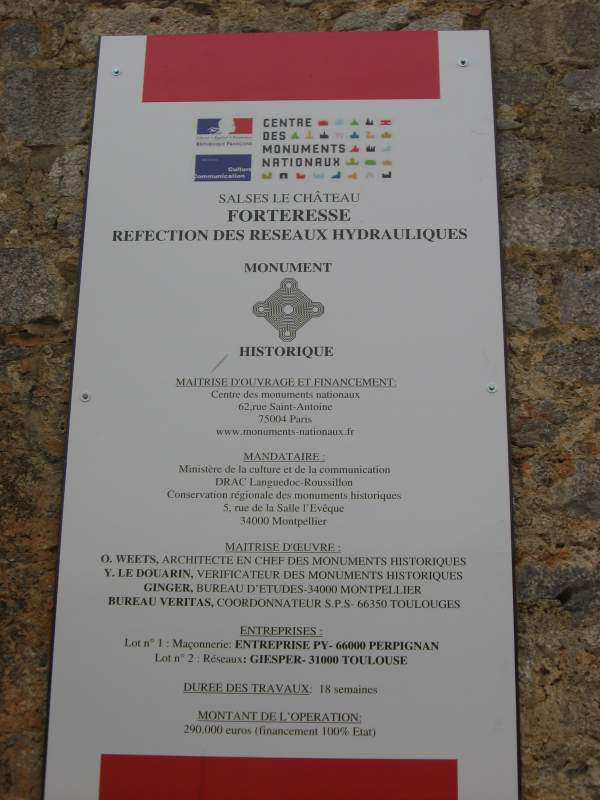 RÉPUBLIQUE FRANÇAISE
Culture
Communication
CENTRE
DES
MONUMENTS
NATIONAUX
SALSES LE CHÂTEAU
FORTERESSE
REFECTION DES RESEAUX HYDRAULIQUES
MONUMENT
HISTORIQUE
MAITRISE D'OUVRAGE ET FINANCEMENT:
Centre des monuments nationaux
62,rue Saint-Antoine
75004 Paris
www.monuments-nationaux.fr
MANDATAIRE :
Ministère de la culture et de la communication
DRAC Languedoc-Roussillon
Conservation régionale des monuments historiques
5, rue de la Salle l'Evêque
34000 Montpellier
MAITRISE D'ŒUVRE :
O. WEETS, ARCHITECTE EN CHEF DES MONUMENTS HISTORIQUES
Y. LE DOUARIN, VERIFICATEUR DES MONUMENTS HISTORIQUES
GINGER, BUREAU D'ETUDES-34000 MONTPELLIER
BUREAU VERITAS, COORDONNATEUR S.P.S- 66350 TOULOUGES
ENTREPRISES :
Lot n° 1 : Maçonnerie: ENTREPRISE PY- 66000 PERPIGNAN
Lot n° 2 : Réseaux: GIESPER- 31000 TOULOUSE
DUREE DES TRAVAUX: 18 semaines
MONTANT DE L'OPERATION:
290.000 euros (financement 100% Etat)